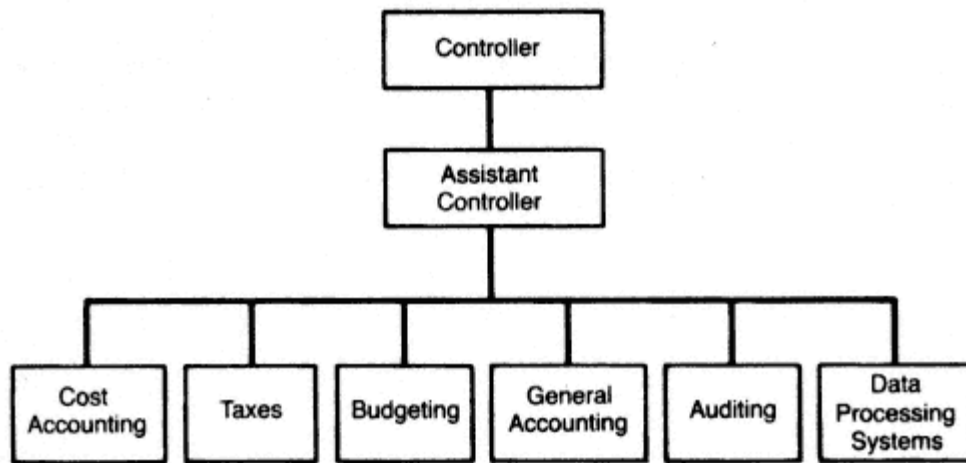 Controller
Assistant
Controller
Cost
Accounting
Taxes
Budgeting
General
Accounting
Auditing
Data
Processing
Systems